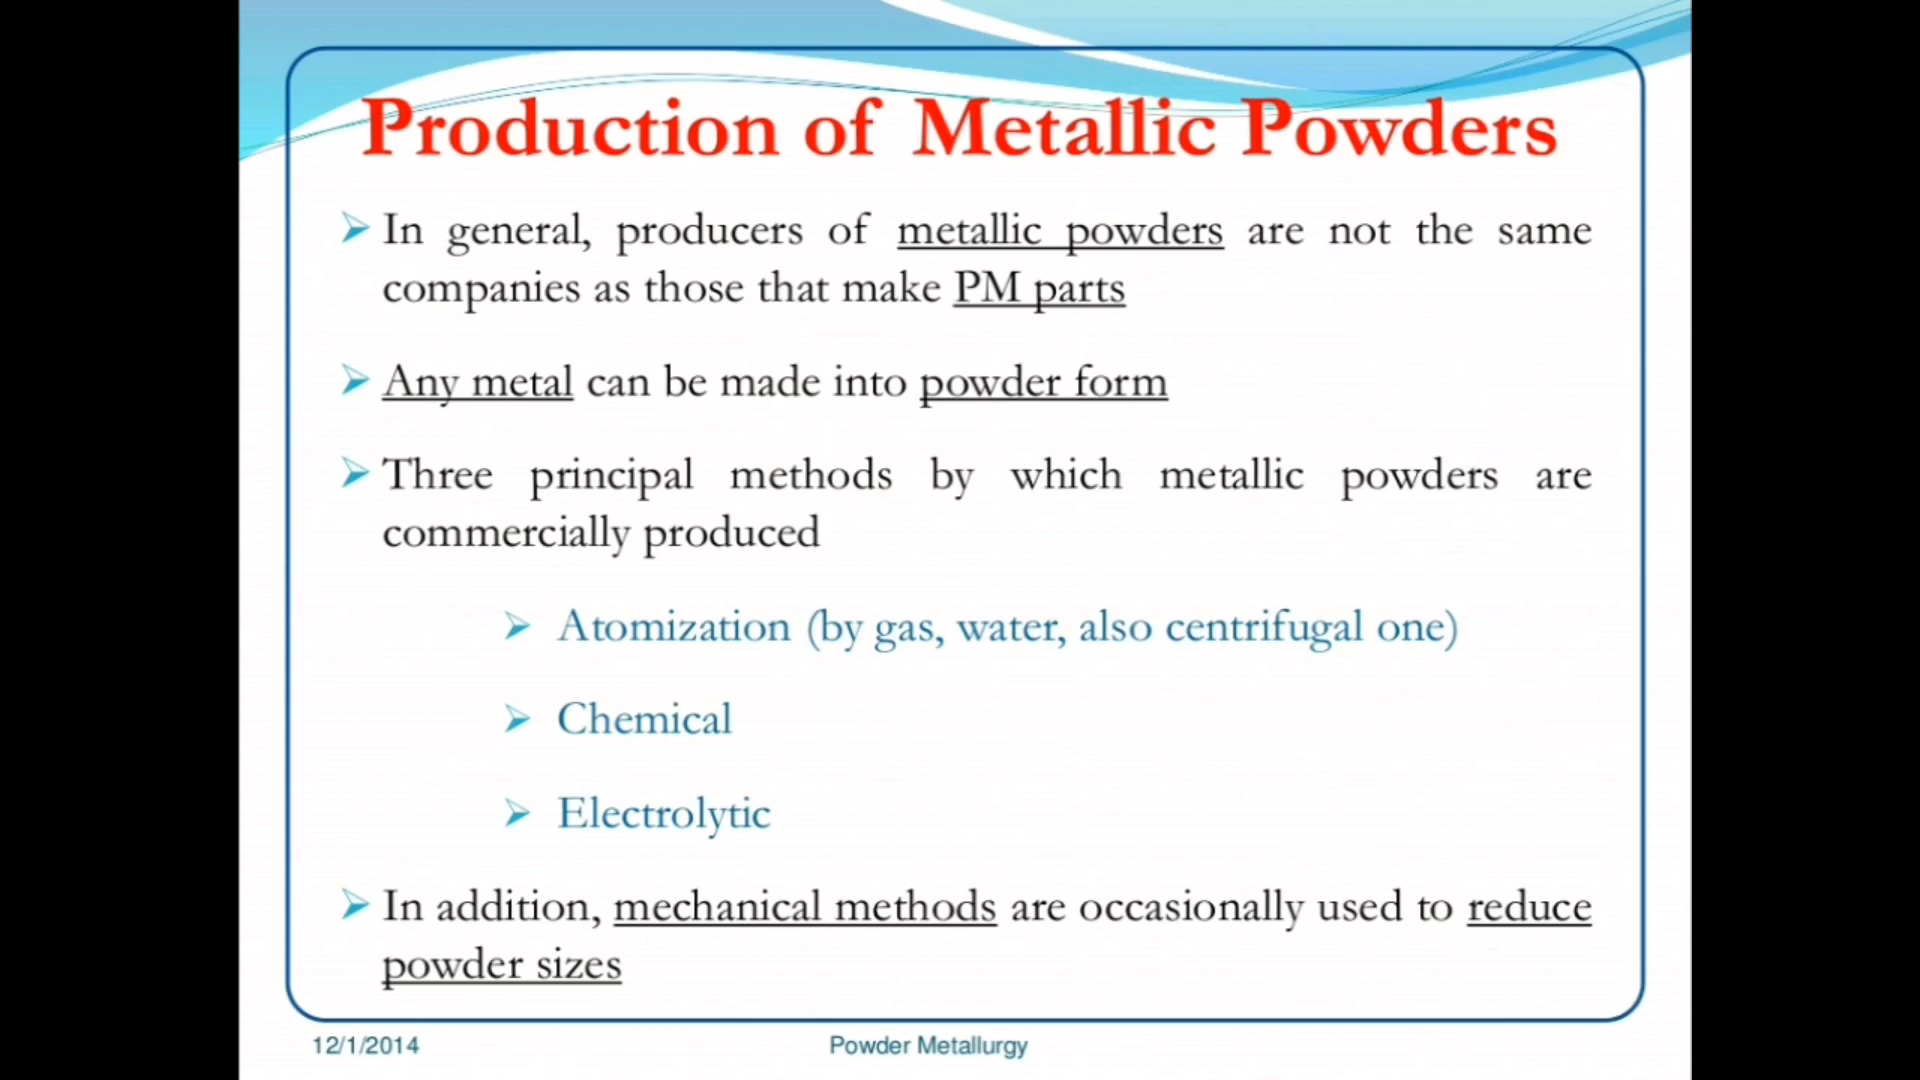 Production of Metallic Powders
In general, producers of metallic powders are not the same
companies as those that make PM parts
Any metal can be made into powder form
Three principal methods by which metallic powders are
commercially produced
Atomization (by gas, water, also centrifugal one)
Chemical
Electrolytic
In addition, mechanical methods are occasionally used to reduce
powder sizes
12/1/2014 Powder Metallurgy